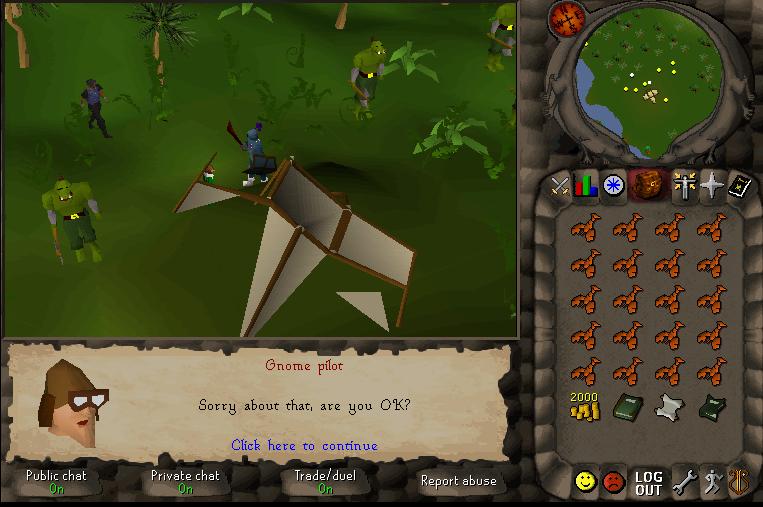 2000
Gnome pilot
Sorry about that, are you OK?
Click here to continue
Public chat
On
Private chat
On
Trade/duel
On
Report abuse
LOG
OUT